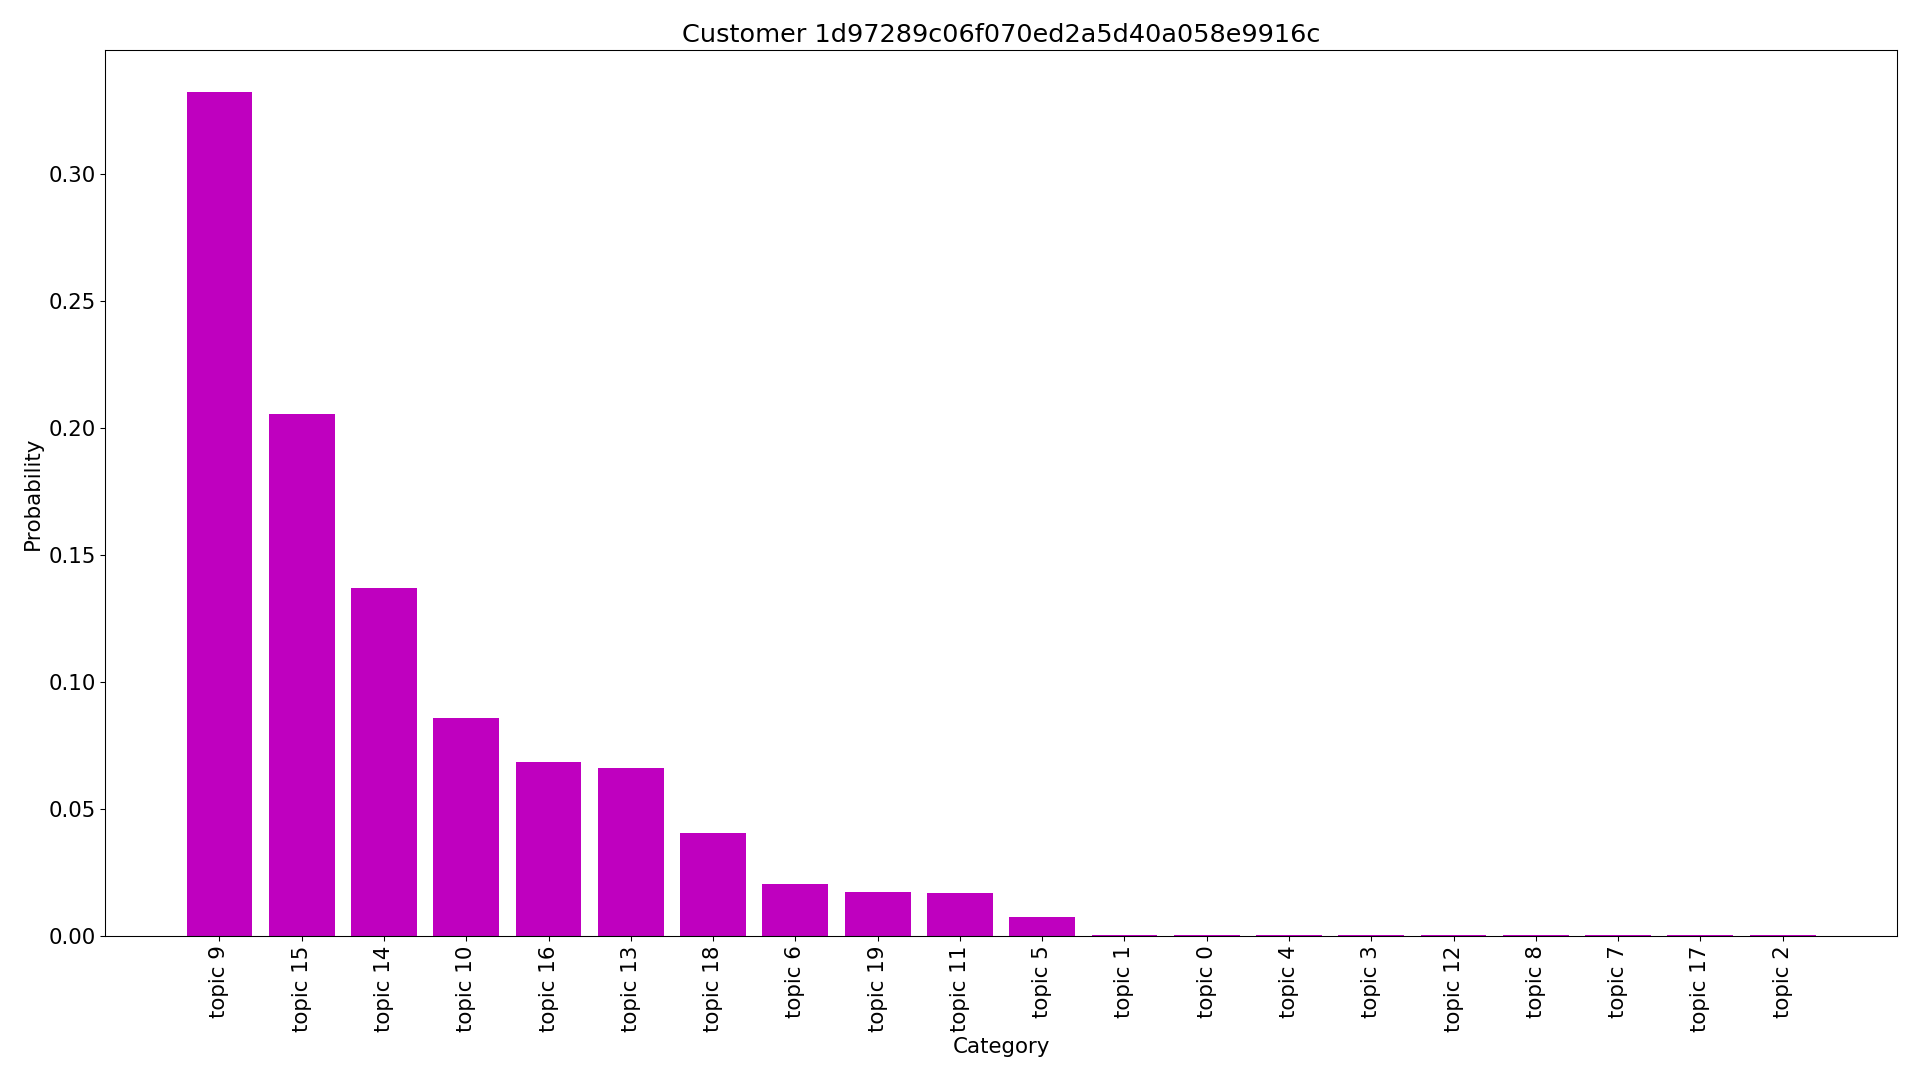 Customer 1d97289c06f070ed2a5d40a058e9916c
Probability
0.30
0.25
0.20
0.15
0.10
0.05
0.00
topic 9
topic 15
topic 14
topic 10
topic 16
topic 13
topic 18
topic 6
topic 19
topic 11
topic 5
topic 1
topic 0
topic 4
topic 3
topic 12
topic 8
topic 7
topic 17
topic 2
Category